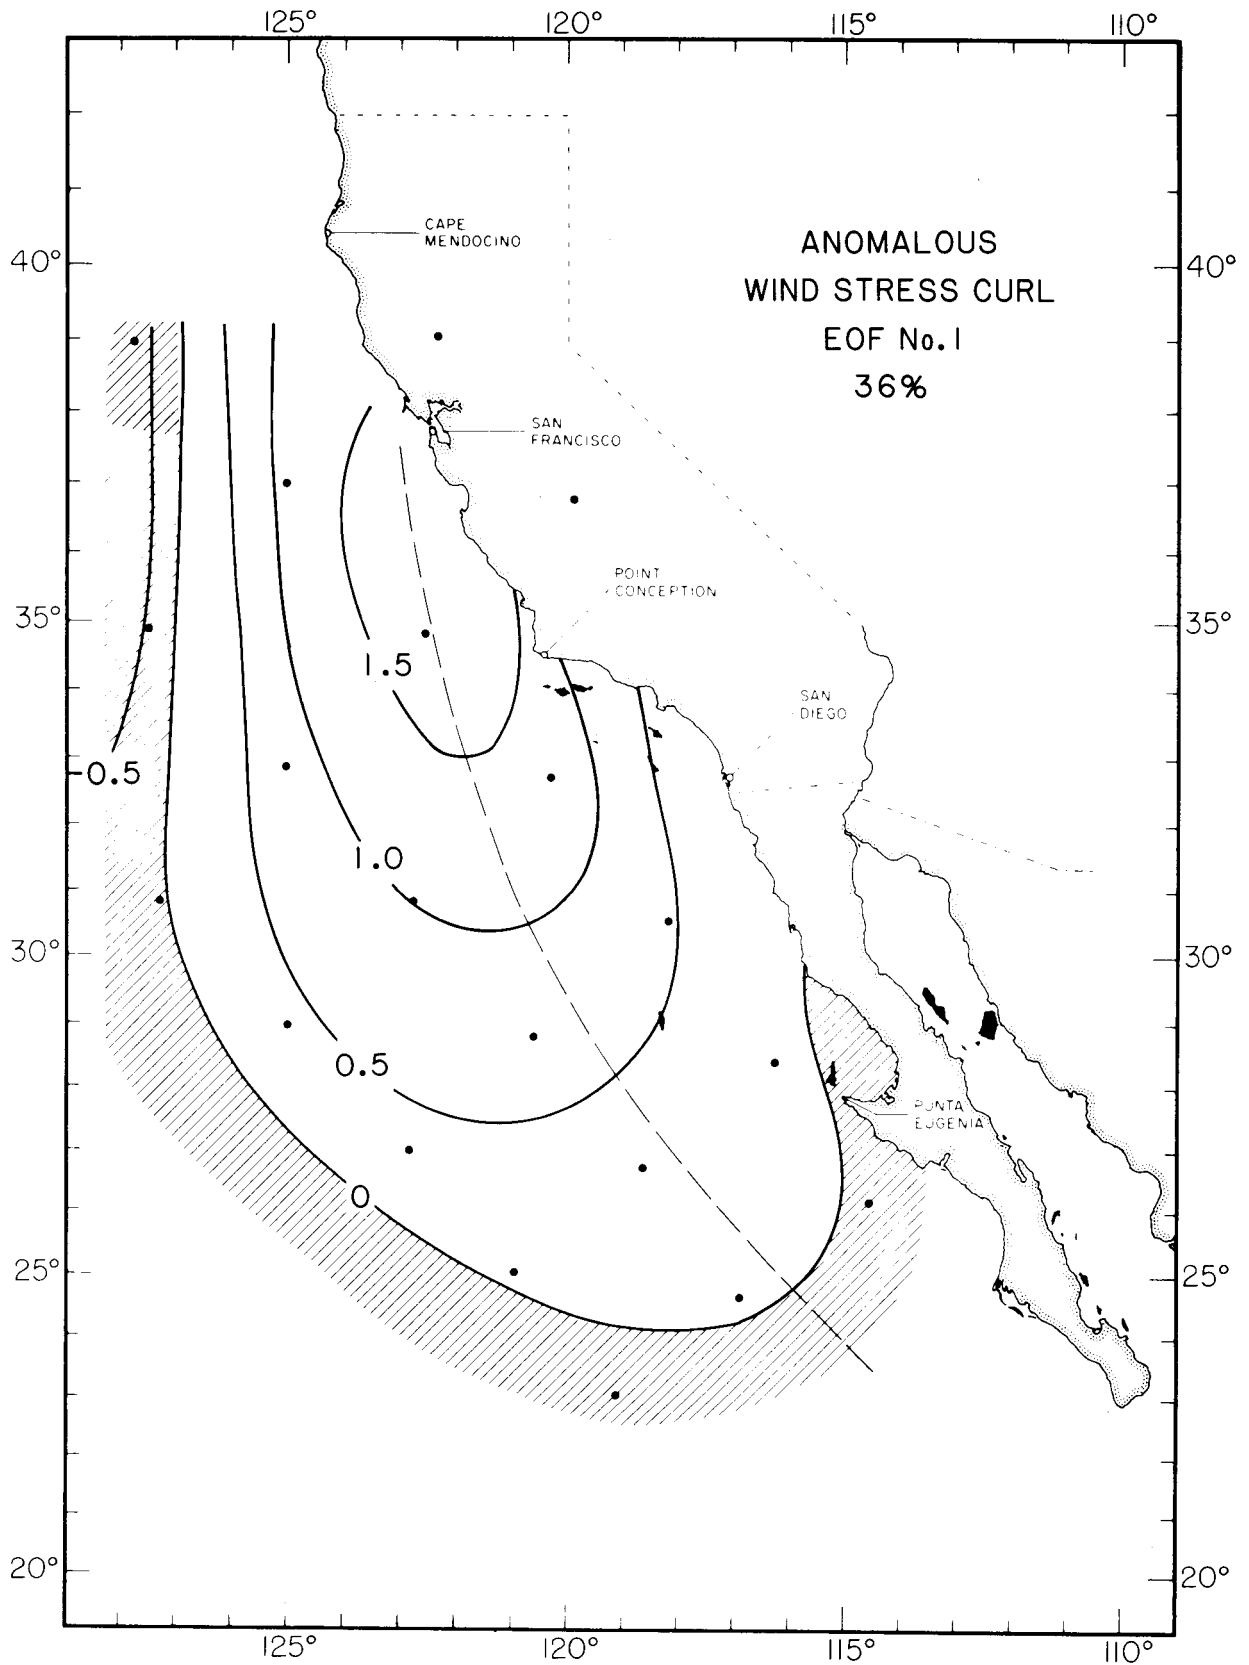 125°
120°
115°
110°
CAPE
MENDOCINO
ANOMALOUS
WIND STRESS CURL
EOF No.1
36%
40°
40°
SAN
FRANCISCO
POINT
CONCEPTION
35°
35°
1.5
SAN
DIEGO
-0.5
1.0
30°
30°
0.5
PUNTA
EUGENIA
0
25°
25°
20°
20°
125°
120°
115°
110°